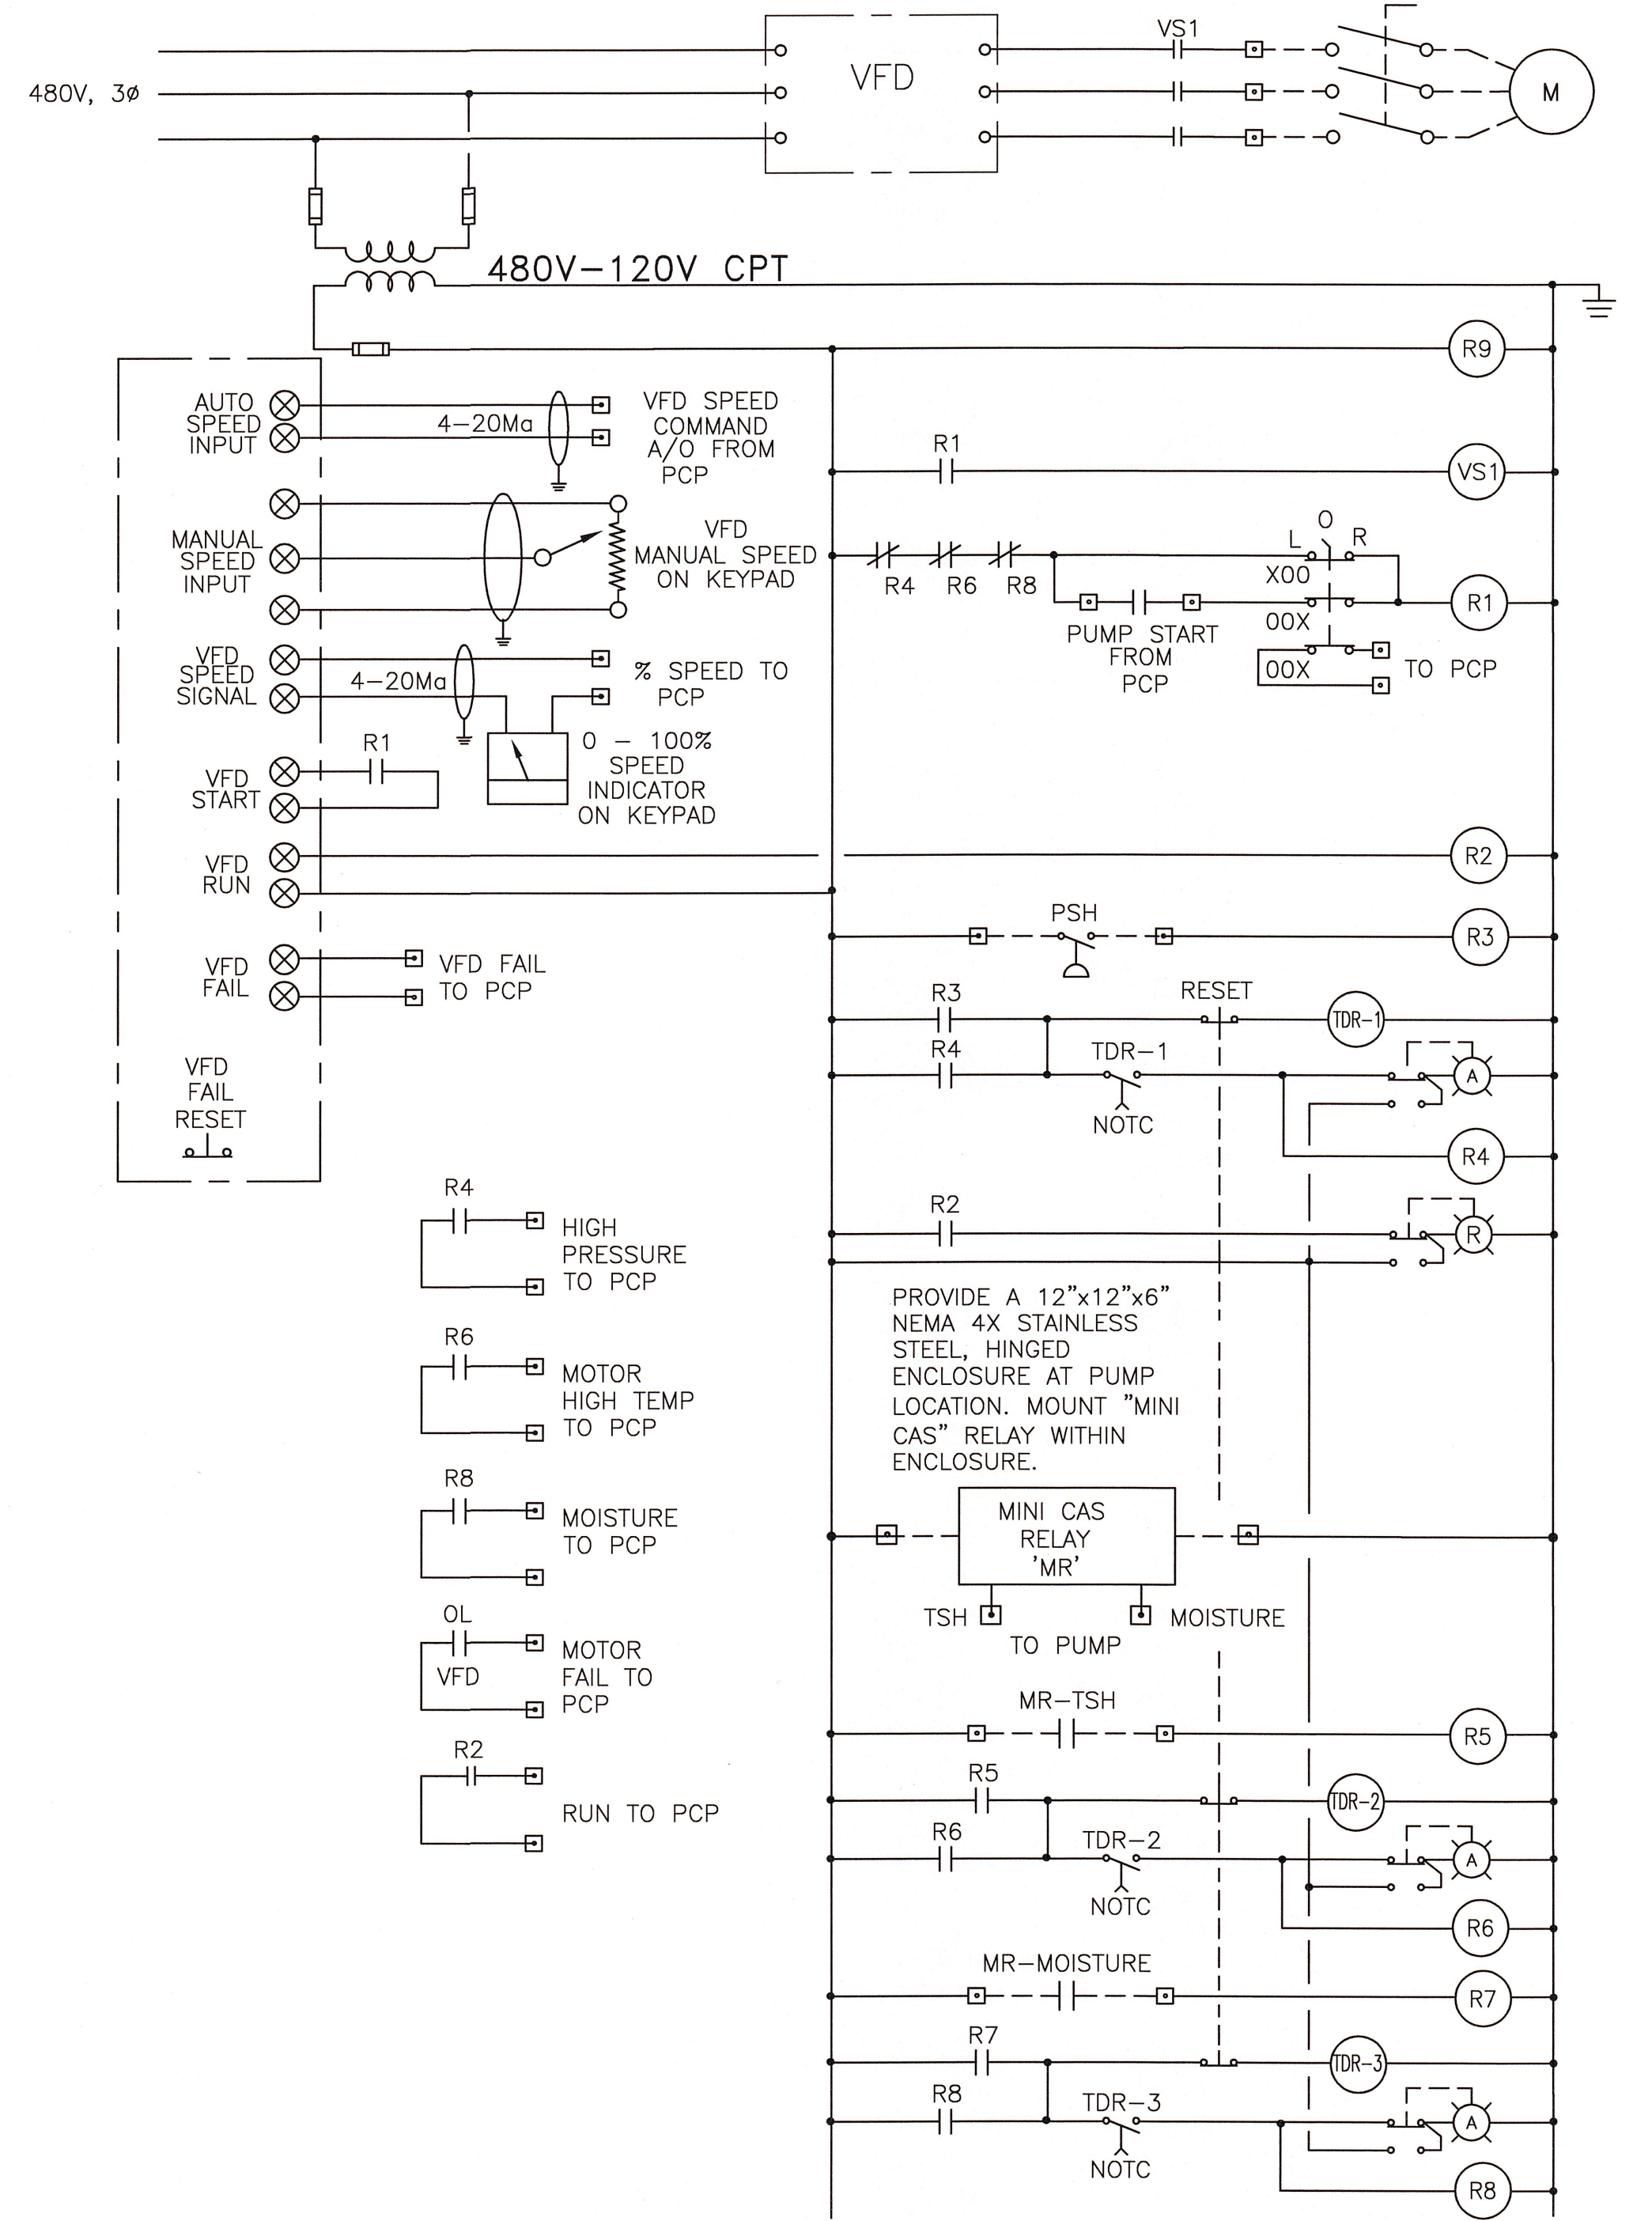 VS1
VFD
480V, 3ø
M
480V-120V CPT
R9
AUTO
SPEED
INPUT
4-20Ma
VFD SPEED
COMMAND
A/O FROM
PCP
R1
VS1
MANUAL
SPEED
INPUT
VFD
MANUAL SPEED
ON KEYPAD
R4
R6
R8
L
O
R
X00
00X
R1
PUMP START
FROM
PCP
00X
TO PCP
VFD
SPEED
SIGNAL
4-20Ma
% SPEED TO
PCP
0 - 100%
SPEED
INDICATOR
ON KEYPAD
R1
VFD
START
VFD
RUN
R2
PSH
R3
VFD
FAIL
VFD FAIL
TO PCP
R3
RESET
TDR-1
R4
TDR-1
NOTC
A
R4
VFD
FAIL
RESET
R2
R
R4
HIGH
PRESSURE
TO PCP
PROVIDE A 12"x12"x6"
NEMA 4X STAINLESS
STEEL, HINGED
ENCLOSURE AT PUMP
LOCATION. MOUNT "MINI
CAS" RELAY WITHIN
ENCLOSURE.
R6
MOTOR
HIGH TEMP
TO PCP
R8
MOISTURE
TO PCP
MINI CAS
RELAY
'MR'
TSH
MOISTURE
TO PUMP
OL
VFD
MOTOR
FAIL TO
PCP
MR-TSH
R5
R2
RUN TO PCP
R5
TDR-2
R6
TDR-2
NOTC
A
R6
MR-MOISTURE
R7
R7
TDR-3
R8
TDR-3
NOTC
A
R8